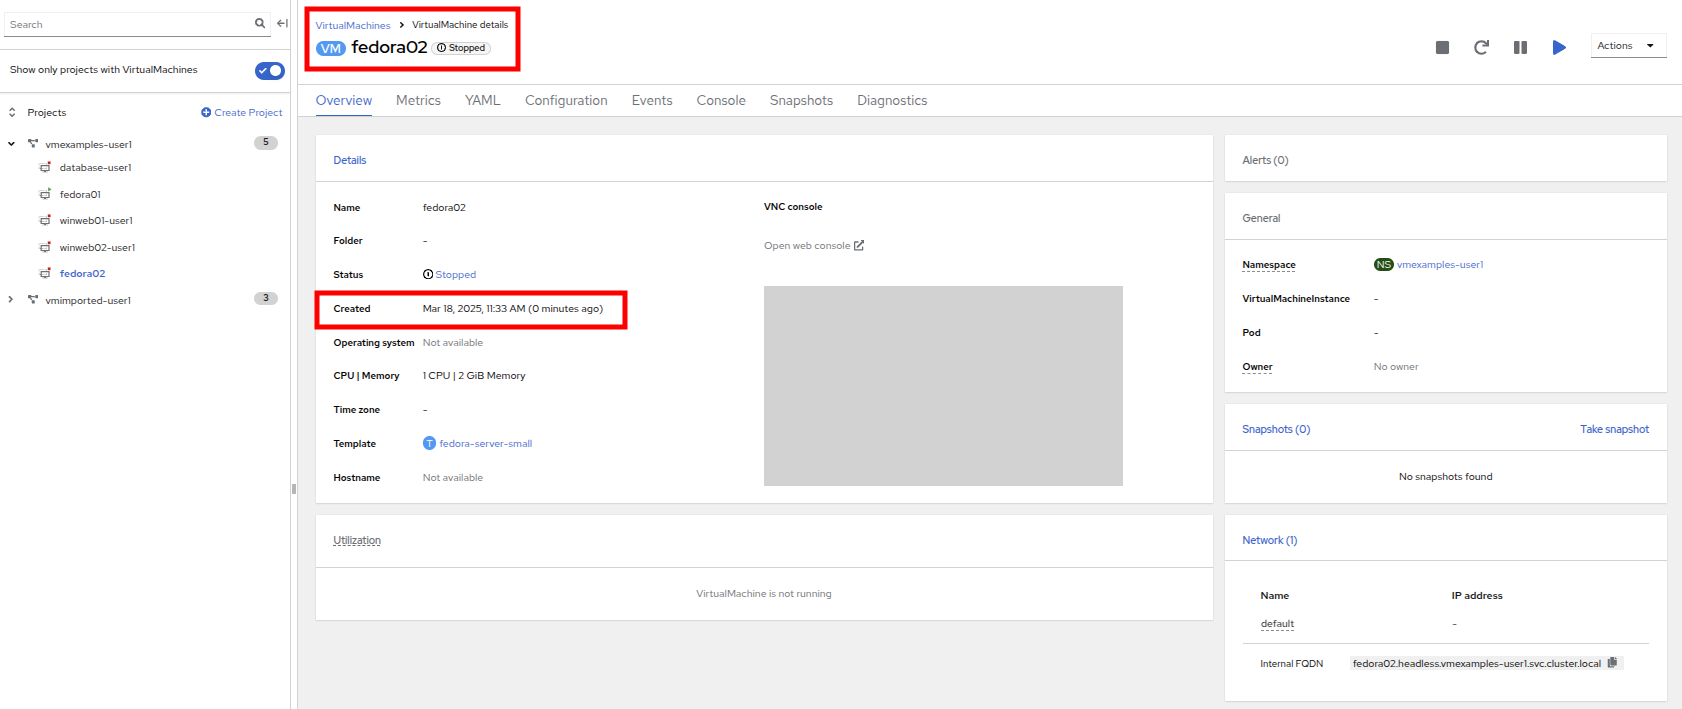 Search
Show only projects with VirtualMachines
Projects
Create Project
vmexamples-user1
5
database-user1
fedora01
winweb01-user1
winweb02-user1
fedora02
vmimported-user1
3
VirtualMachines > VirtualMachine details
VM fedora02 Stopped
Actions
Overview Metrics YAML Configuration Events Console Snapshots Diagnostics
Details
Name fedora02
Folder -
Status Stopped
Created Mar 18, 2025, 11:33 AM (0 minutes ago)
Operating system Not available
CPU | Memory 1 CPU | 2 GiB Memory
Time zone -
Template T fedora-server-small
Hostname Not available
VNC console
Open web console
Utilization
VirtualMachine is not running
Alerts (0)
General
Namespace NS vmexamples-user1
VirtualMachineInstance -
Pod -
Owner No owner
Snapshots (0) Take snapshot
No snapshots found
Network (1)
Name IP address
default -
Internal FQDN fedora02.headless.vmexamples-user1.svc.cluster.local